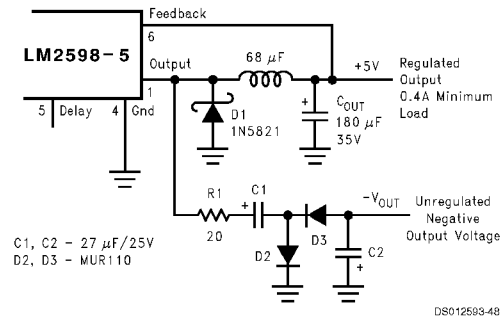 Feedback
6
LM2598-5
Output
68 μF
+5V
Regulated
Output
0.4A Minimum
Load
1
5
Delay
4
Gnd
D1
1N5821
+
COUT
180 μF
35V
R1
20
+
C1
-VOUT
Unregulated
Negative
Output Voltage
D3
D2
C2
+
C1, C2 - 27 μF/25V
D2, D3 - MUR110
DS012593-48